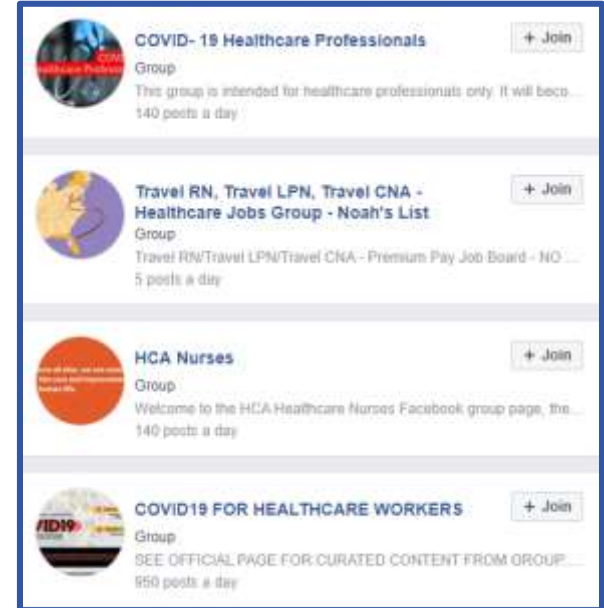 COVID- 19 Healthcare Professionals
+ Join
Group
This group is intended for healthcare professionals only. It will beco...
140 posts a day
Travel RN, Travel LPN, Travel CNA -
+ Join
Healthcare Jobs Group - Noah's List
Group
Travel RN/Travel LPN/Travel CNA - Premium Pay Job Board - NO ...
5 posts a day
HCA Nurses
+ Join
Group
Welcome to the HCA Healthcare Nurses Facebook group page, the...
140 posts a day
VID19
COVID19 FOR HEALTHCARE WORKERS
+ Join
Group
SEE OFFICIAL PAGE FOR CURATED CONTENT FROM GROUP...
950 posts a day